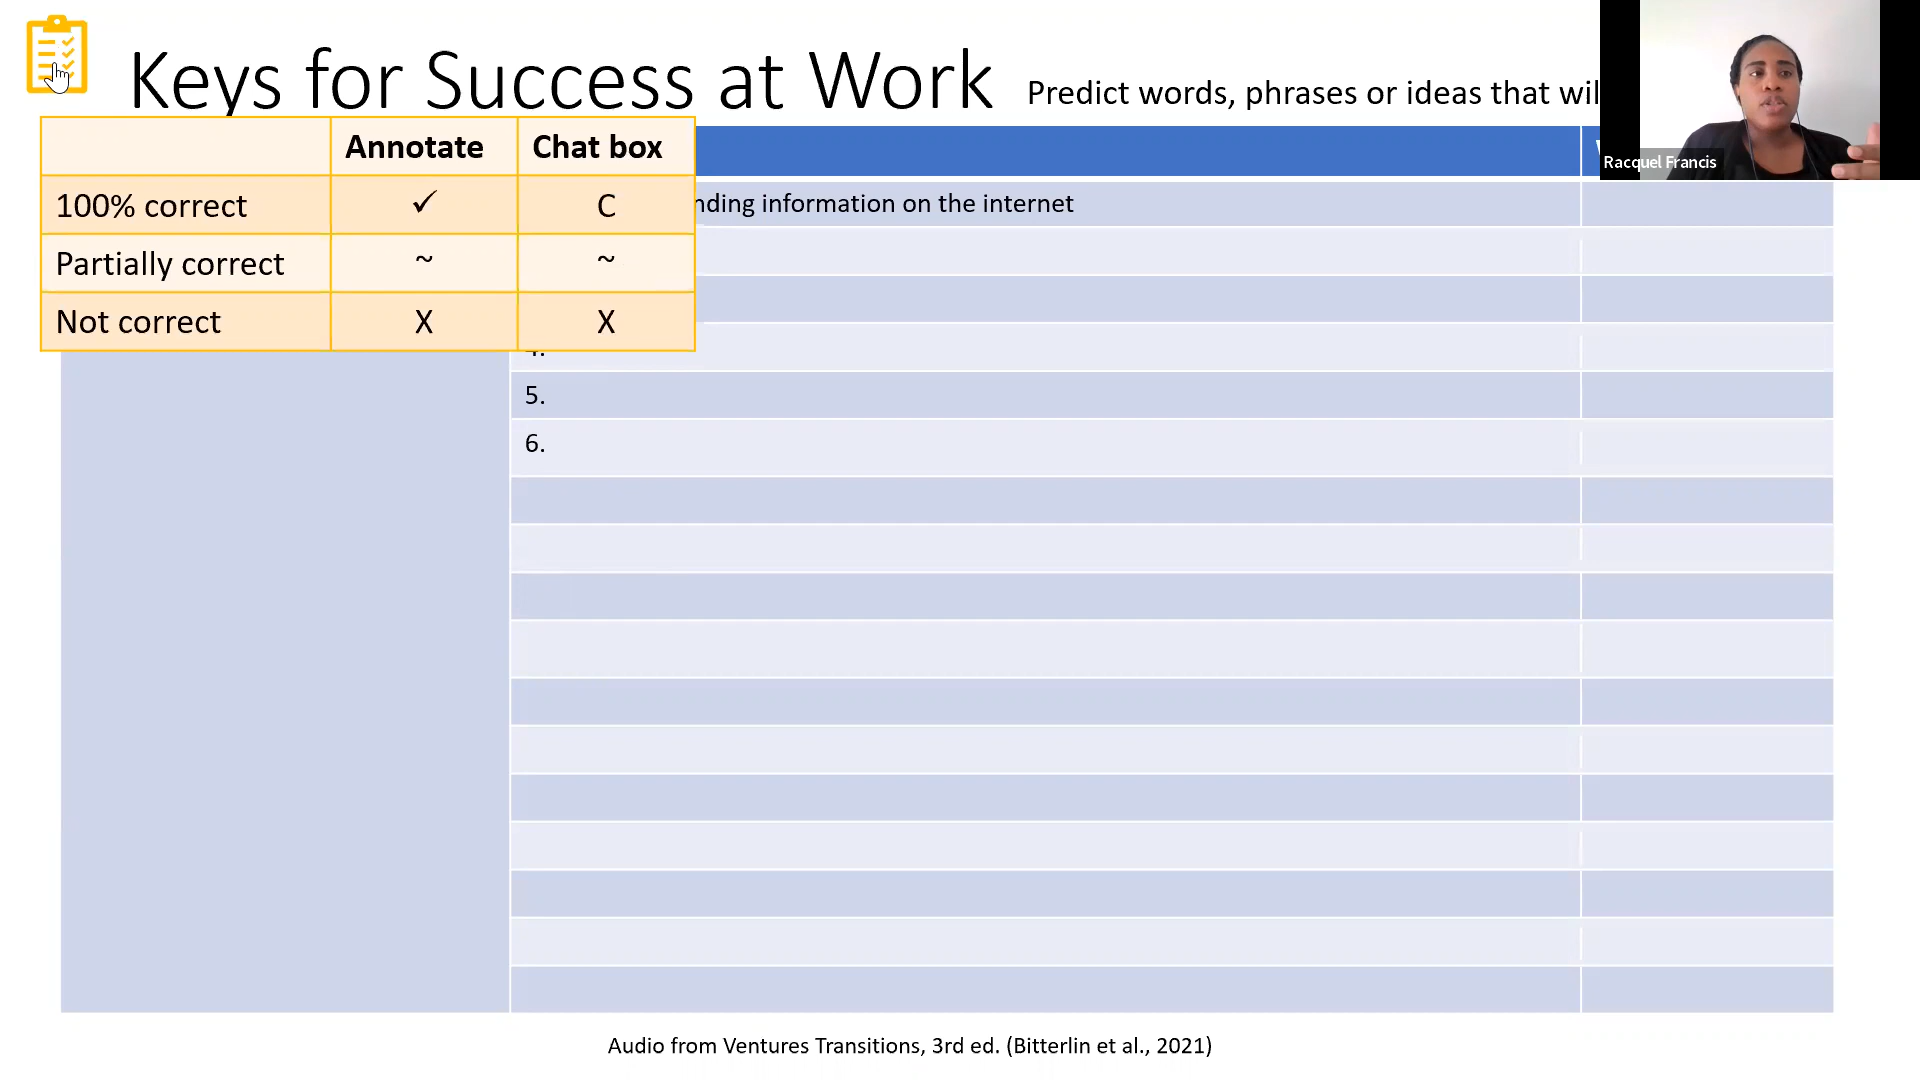 Keys for Success at Work
Predict words, phrases or ideas that
Racquel Francis
Annotate Chat box
100% correct ✓ C
Partially correct ~ ~
Not correct X X
information on the internet
4.
5.
6.
Audio from Ventures Transitions, 3rd ed. (Bitterlin et al., 2021)